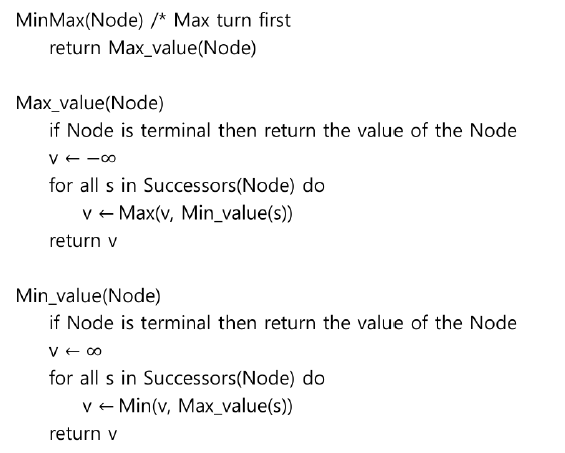 MinMax(Node) /* Max turn first
return Max_value(Node)
Max_value(Node)
if Node is terminal then return the value of the Node
v ← −∞
for all s in Successors(Node) do
v ← Max(v, Min_value(s))
return v
Min_value(Node)
if Node is terminal then return the value of the Node
v ← ∞
for all s in Successors(Node) do
v ← Min(v, Max_value(s))
return v